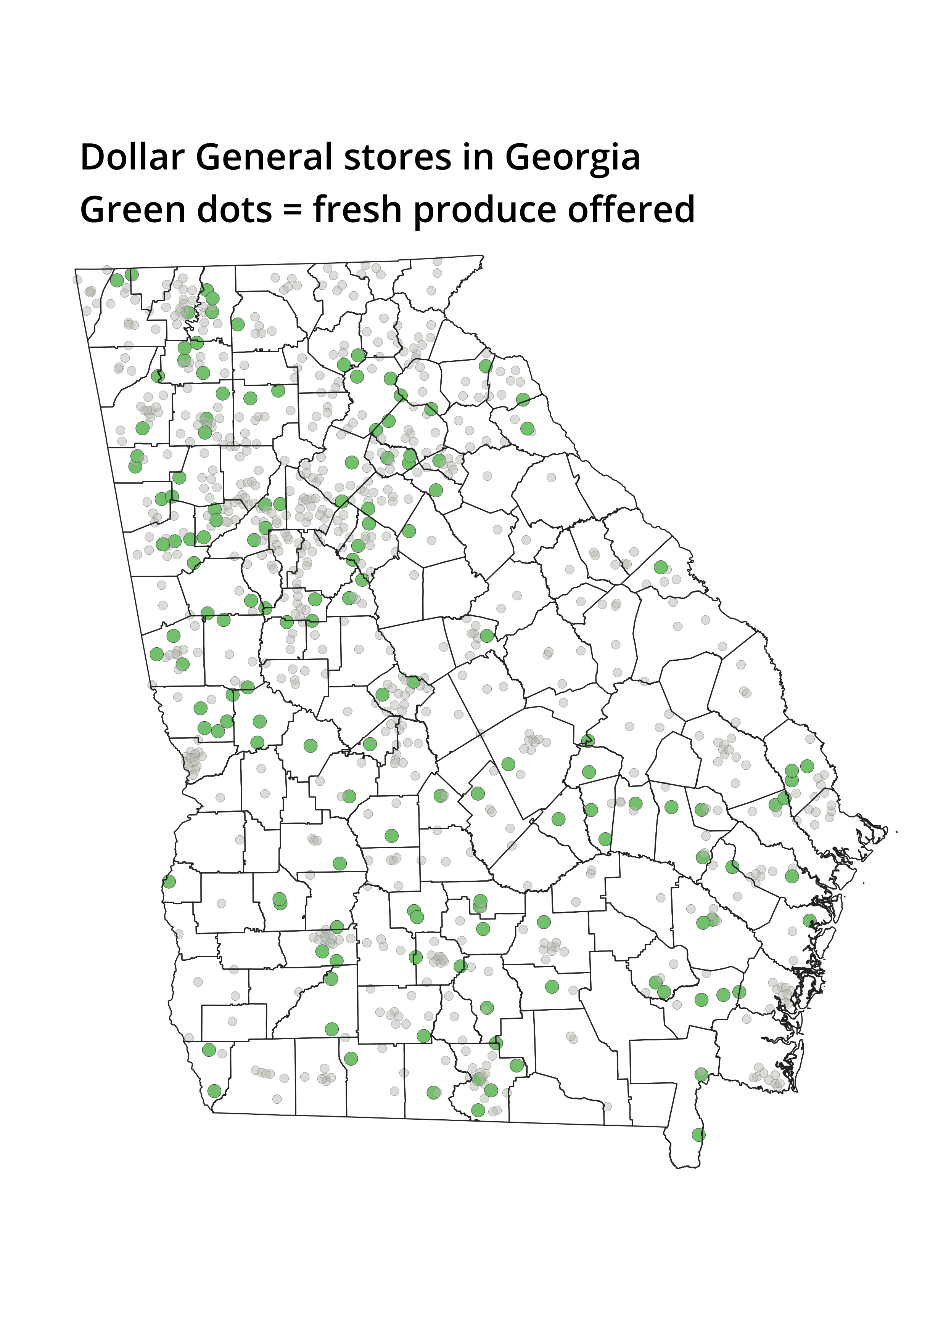 Dollar General stores in Georgia
Green dots = fresh produce offered